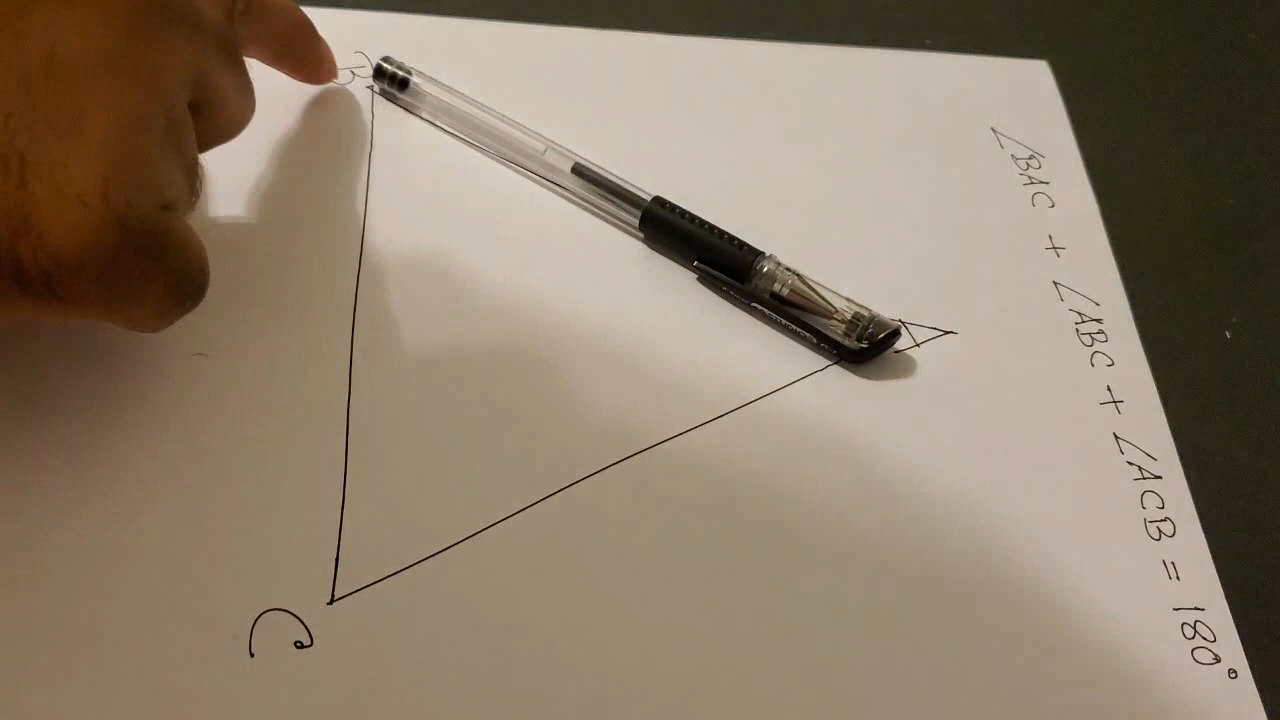 ∠BAC + ∠ABC + ∠ACB = 180°
A
B
C